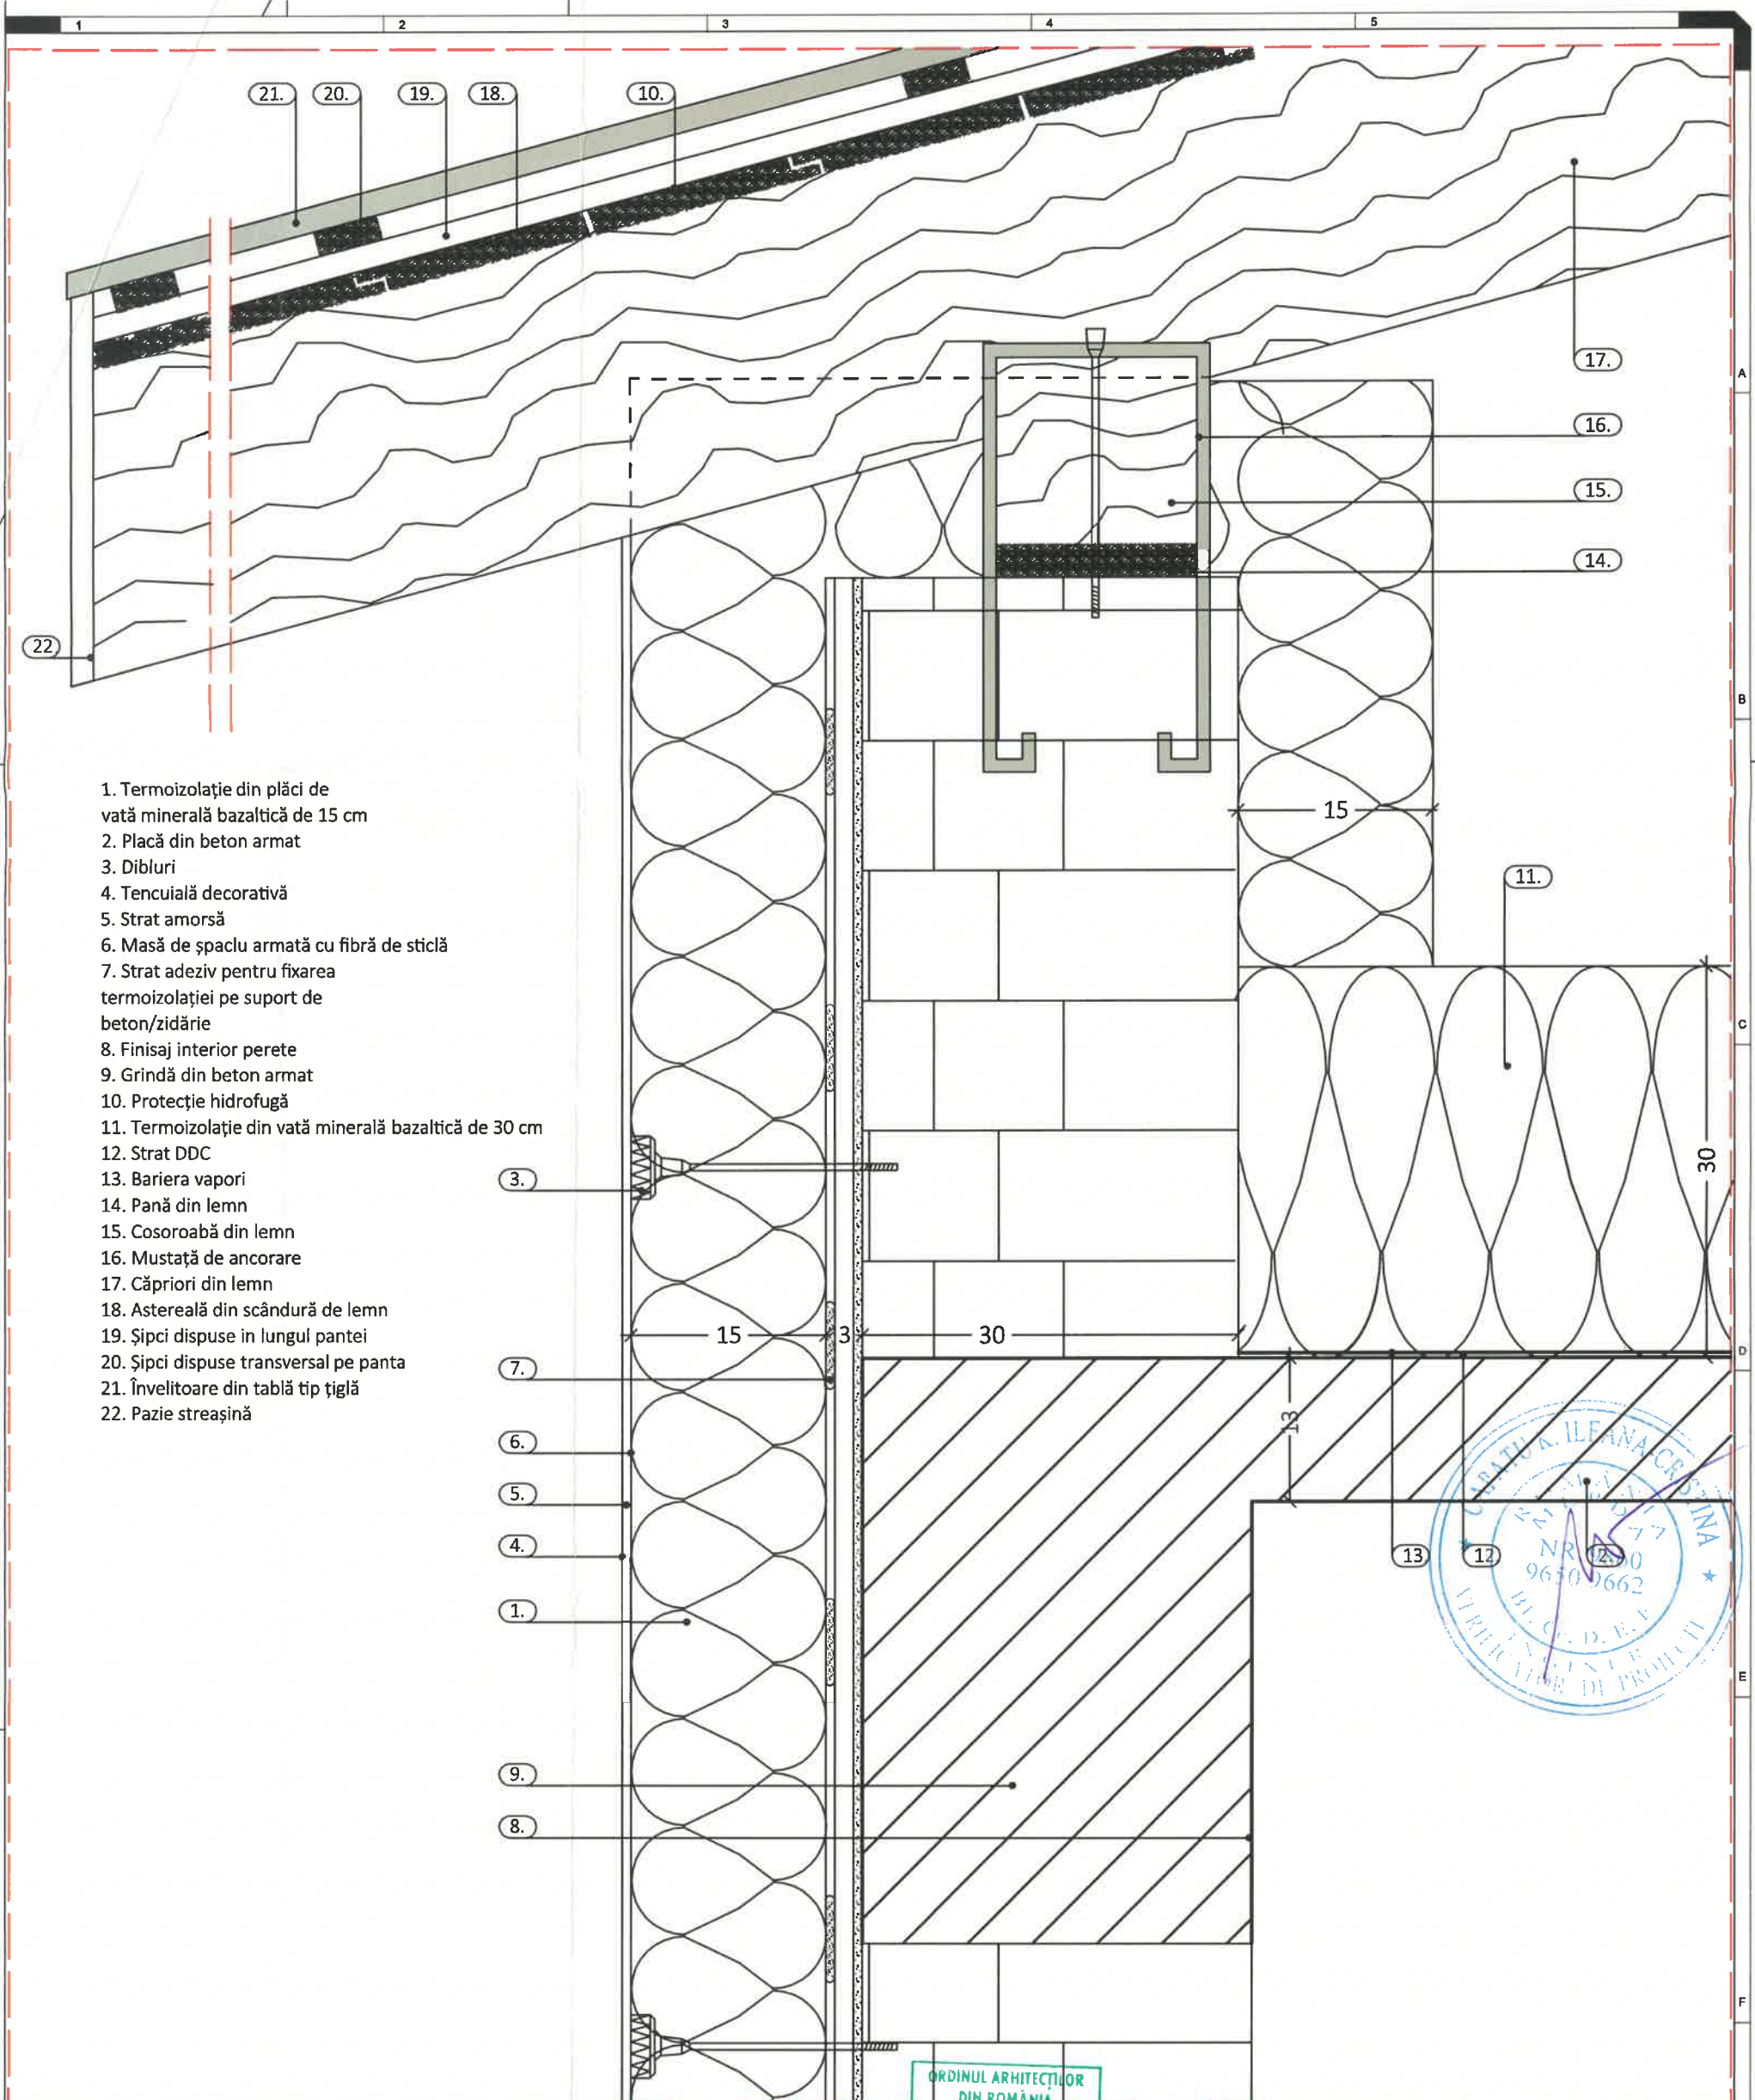 1 2 3 4 5
21. 20. 19. 18. 10.
17.
A
16.
15.
14.
22
B
1. Termoizolație din plăci de
vată minerală bazaltică de 15 cm
2. Placă din beton armat
3. Dibluri
4. Tencuială decorativă
5. Strat amorsă
6. Masă de șpaclu armată cu fibră de sticlă
7. Strat adeziv pentru fixarea
termoizolației pe suport de
beton/zidărie
8. Finisaj interior perete
9. Grindă din beton armat
10. Protecție hidrofugă
11. Termoizolație din vată minerală bazaltică de 30 cm
12. Strat DDC
13. Bariera vapori
14. Pană din lemn
15. Cosoroabă din lemn
16. Mustață de ancorare
17. Căpriori din lemn
18. Astereală din scândură de lemn
19. Șipci dispuse in lungul pantei
20. Șipci dispuse transversal pe panta
21. Învelitoare din tablă tip țiglă
22. Pazie streașină
15
11.
C
30
3.
15 3 30
D
7.
13
6.
5.
4.
13 12 2.
ILEANA CRISTINA
NR
9662
1.
E
9.
8.
F
ORDINUL ARHITECȚILOR
DIN ROMÂNIA